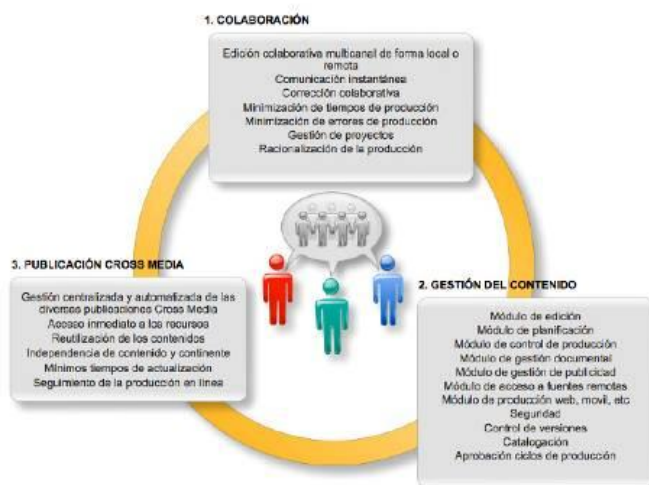 1. COLABORACIÓN
Edición colaborativa multicanal de forma local o
remota
Comunicación instantánea
Corrección colaborativa
Minimización de tiempos de producción
Minimización de errores de producción
Gestión de proyectos
Racionalización de la producción
3. PUBLICACIÓN CROSS MEDIA
Gestión centralizada y automatizada de las
diversas publicaciones Cross Media
Acceso inmediato a los recursos
Reutilización de los contenidos
Independencia de contenido y continente
Mínimos tiempos de actualización
Seguimiento de la producción en línea
2. GESTIÓN DEL CONTENIDO
Módulo de edición
Módulo de planificación
Módulo de control de producción
Módulo de gestión documental
Módulo de gestión de publicidad
Módulo de acceso a fuentes remotas
Módulo de producción web, movil, etc
Seguridad
Control de versiones
Catalogación
Aprobación ciclos de producción